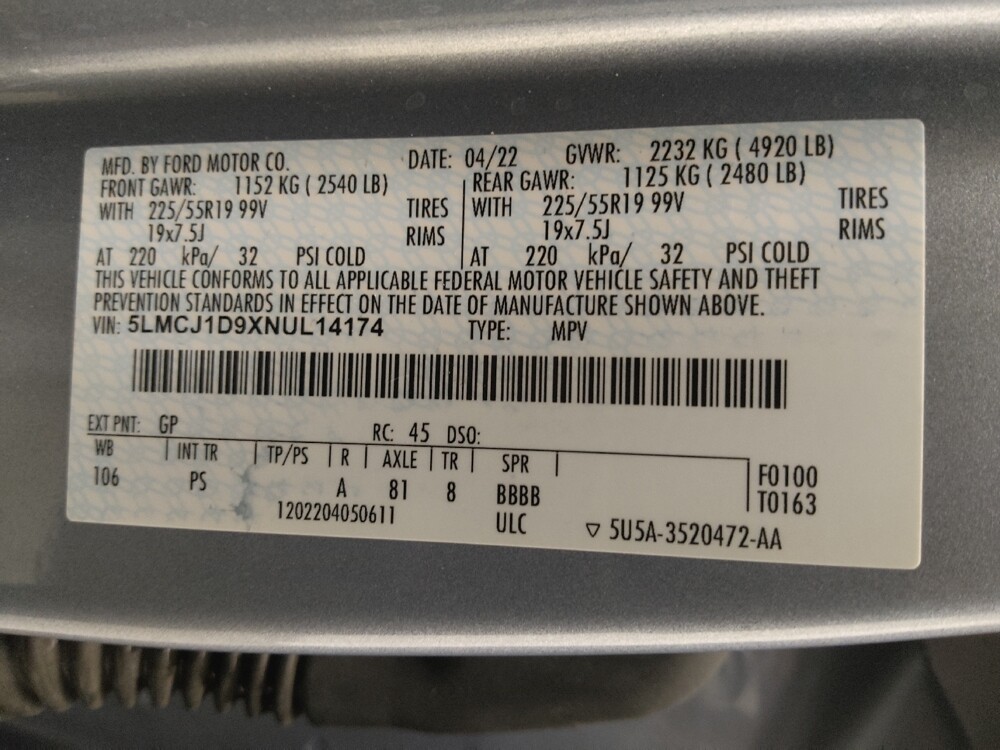 MFD. BY FORD MOTOR CO. DATE: 04/22 GVWR: 2232 KG ( 4920 LB)
FRONT GAWR: 1152 KG ( 2540 LB) REAR GAWR: 1125 KG ( 2480 LB)
WITH 225/55R19 99V TIRES WITH 225/55R19 99V TIRES
19x7.5J RIMS 19x7.5J RIMS
AT 220 kPa/ 32 PSI COLD AT 220 kPa/ 32 PSI COLD
THIS VEHICLE CONFORMS TO ALL APPLICABLE FEDERAL MOTOR VEHICLE SAFETY AND THEFT
PREVENTION STANDARDS IN EFFECT ON THE DATE OF MANUFACTURE SHOWN ABOVE.
VIN: 5LMCJ1D9XNUL14174 TYPE: MPV
EXT PNT: GP RC: 45 DSO:
WB INT TR TP/PS R AXLE TR SPR F0100
106 PS A 81 8 BBBB T0163
1202204050611 ULC ▽ 5U5A-3520472-AA